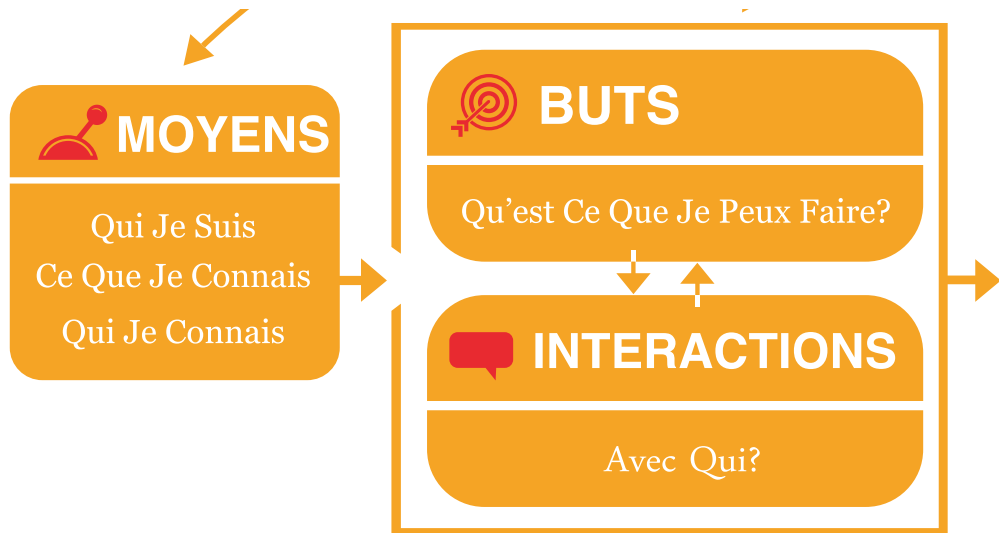 MOYENS
Qui Je Suis
Ce Que Je Connais
Qui Je Connais
BUTS
Qu’est Ce Que Je Peux Faire?
INTERACTIONS
Avec Qui?